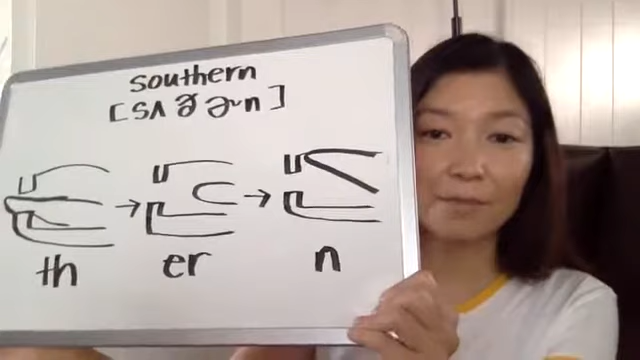 southern
[sʌðɚn]
th → er → n